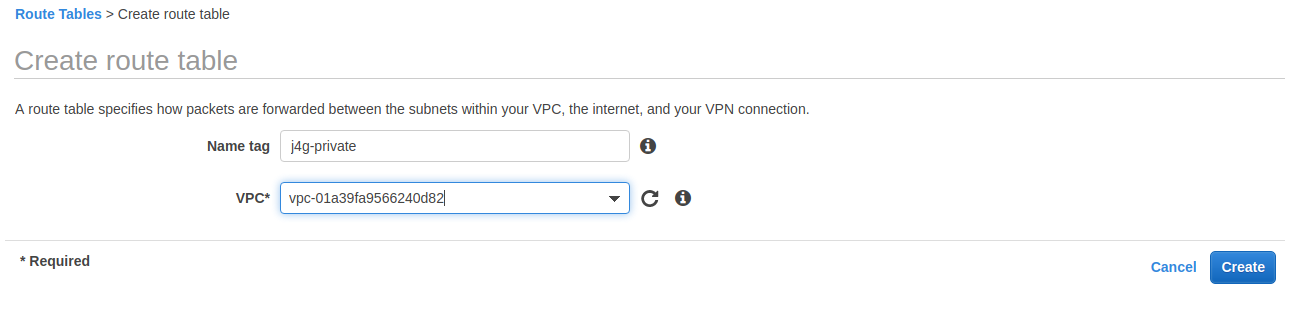 Route Tables > Create route table
Create route table
A route table specifies how packets are forwarded between the subnets within your VPC, the internet, and your VPN connection.
Name tag j4g-private
VPC* vpc-01a39fa9566240d82
* Required
Cancel Create